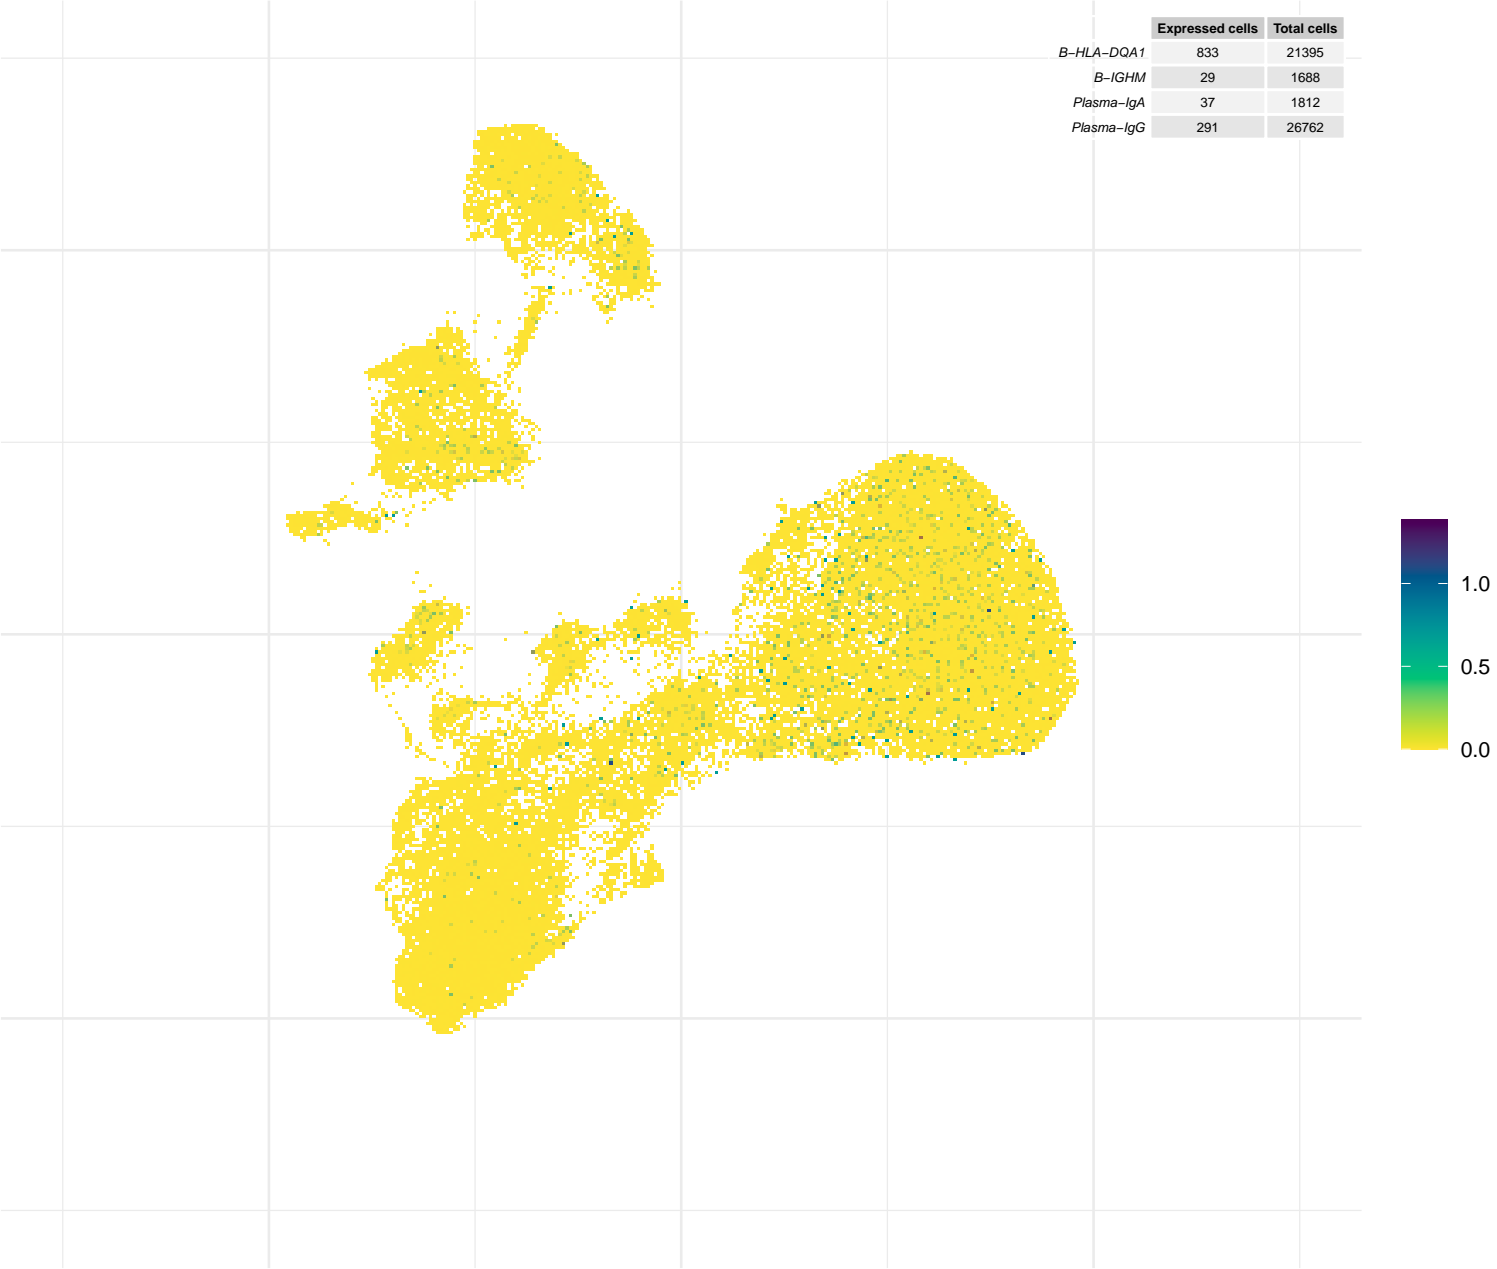 Expressed cells Total cells
B−HLA−DQA1 833 21395
B−IGHM 29 1688
Plasma−IgA 37 1812
Plasma−IgG 291 26762
1.0
0.5
0.0